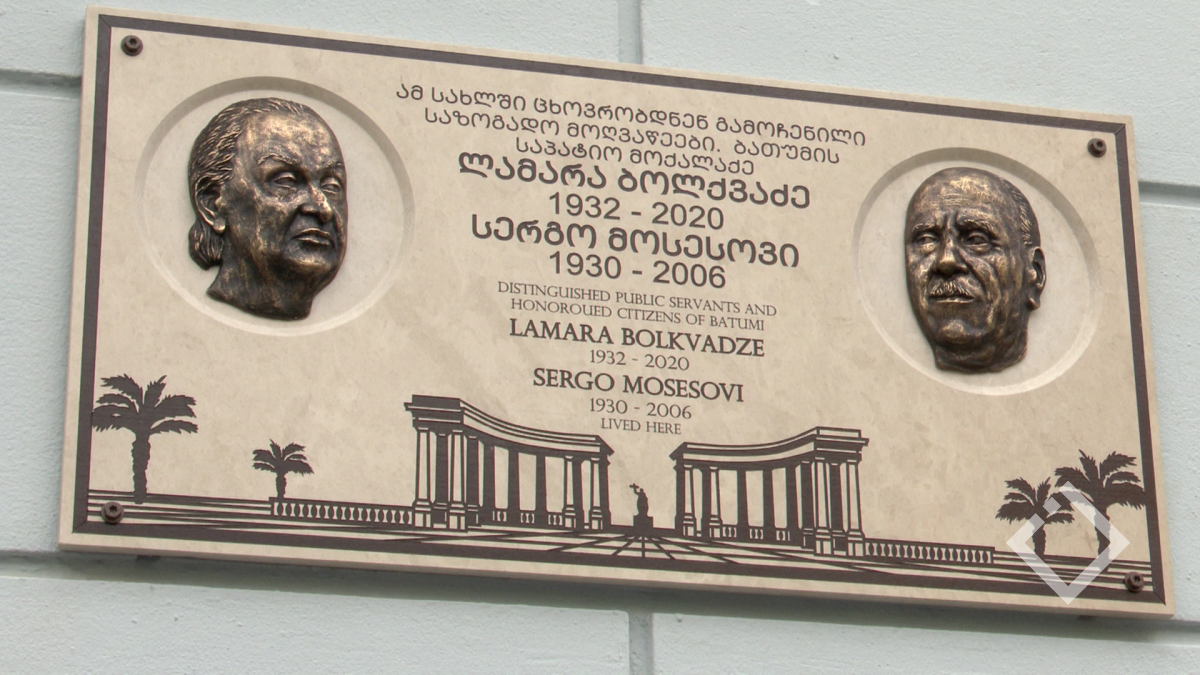 ამ სახლში ცხოვრობდნენ გამოჩენილი
საზოგადო მოღვაწეები. ბათუმის
საპატიო მოქალაქე
ლამარა ბოლქვაძე
1932 - 2020
სერგო მოსესოვი
1930 - 2006
DISTINGUISHED PUBLIC SERVANTS AND
HONOROUED CITIZENS OF BATUMI
LAMARA BOLKVADZE
1932 - 2020
SERGO MOSESOVI
1930 - 2006
LIVED HERE